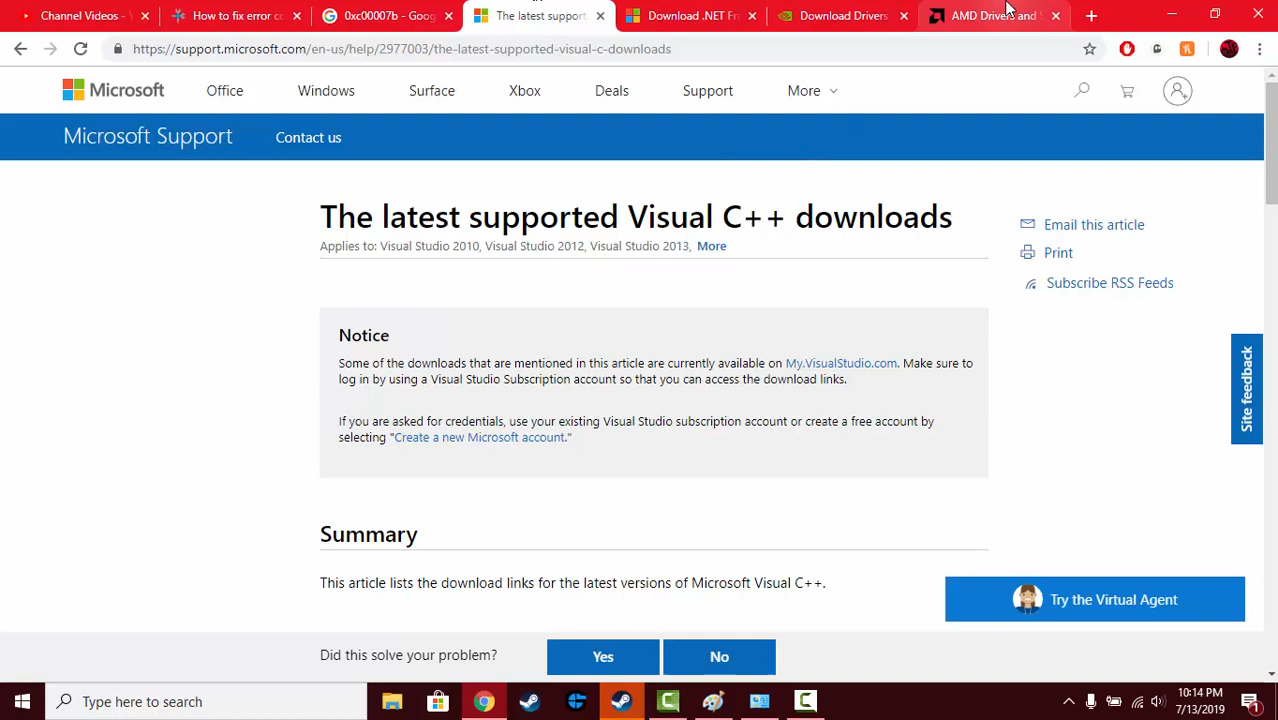 Channel Videos - Y
How to fix error c
0xc00007b - Goog
The latest support
Download .NET Fr
Download Drivers
AMD Drivers and S
https://support.microsoft.com/en-us/help/2977003/the-latest-supported-visual-c-downloads
Microsoft Office Windows Surface Xbox Deals Support More
Microsoft Support Contact us
The latest supported Visual C++ downloads
Applies to: Visual Studio 2010, Visual Studio 2012, Visual Studio 2013, More
Email this article
Print
Subscribe RSS Feeds
Notice
Some of the downloads that are mentioned in this article are currently available on My.VisualStudio.com. Make sure to
log in by using a Visual Studio Subscription account so that you can access the download links.
If you are asked for credentials, use your existing Visual Studio subscription account or create a free account by
selecting "Create a new Microsoft account."
Site feedback
Summary
This article lists the download links for the latest versions of Microsoft Visual C++.
Try the Virtual Agent
Did this solve your problem? Yes No
Type here to search
10:14 PM
7/13/2019
1